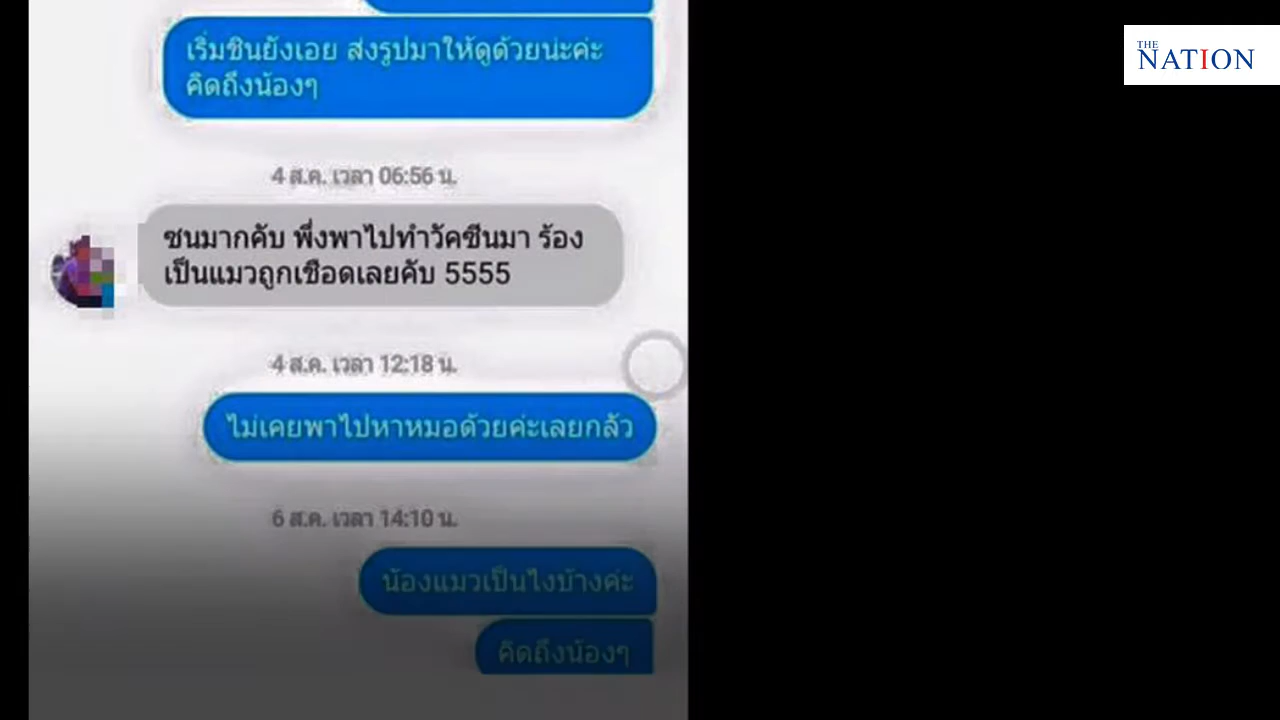 เริ่มชินยังเอย ส่งรูปมาให้ดูด้วยน่ะค่ะ
คิดถึงน้องๆ
THE
NATION
4 ส.ค. เวลา 06:56 น.
ซนมากคับ พึ่งพาไปทำวัคซีนมา ร้อง
เป็นแมวถูกเชือดเลยคับ 5555
4 ส.ค. เวลา 12:18 น.
ไม่เคยพาไปหาหมอด้วยค่ะเลยกลัว
6 ส.ค. เวลา 14:10 น.
น้องแมวเป็นไงบ้างค่ะ
คิดถึงน้องๆ